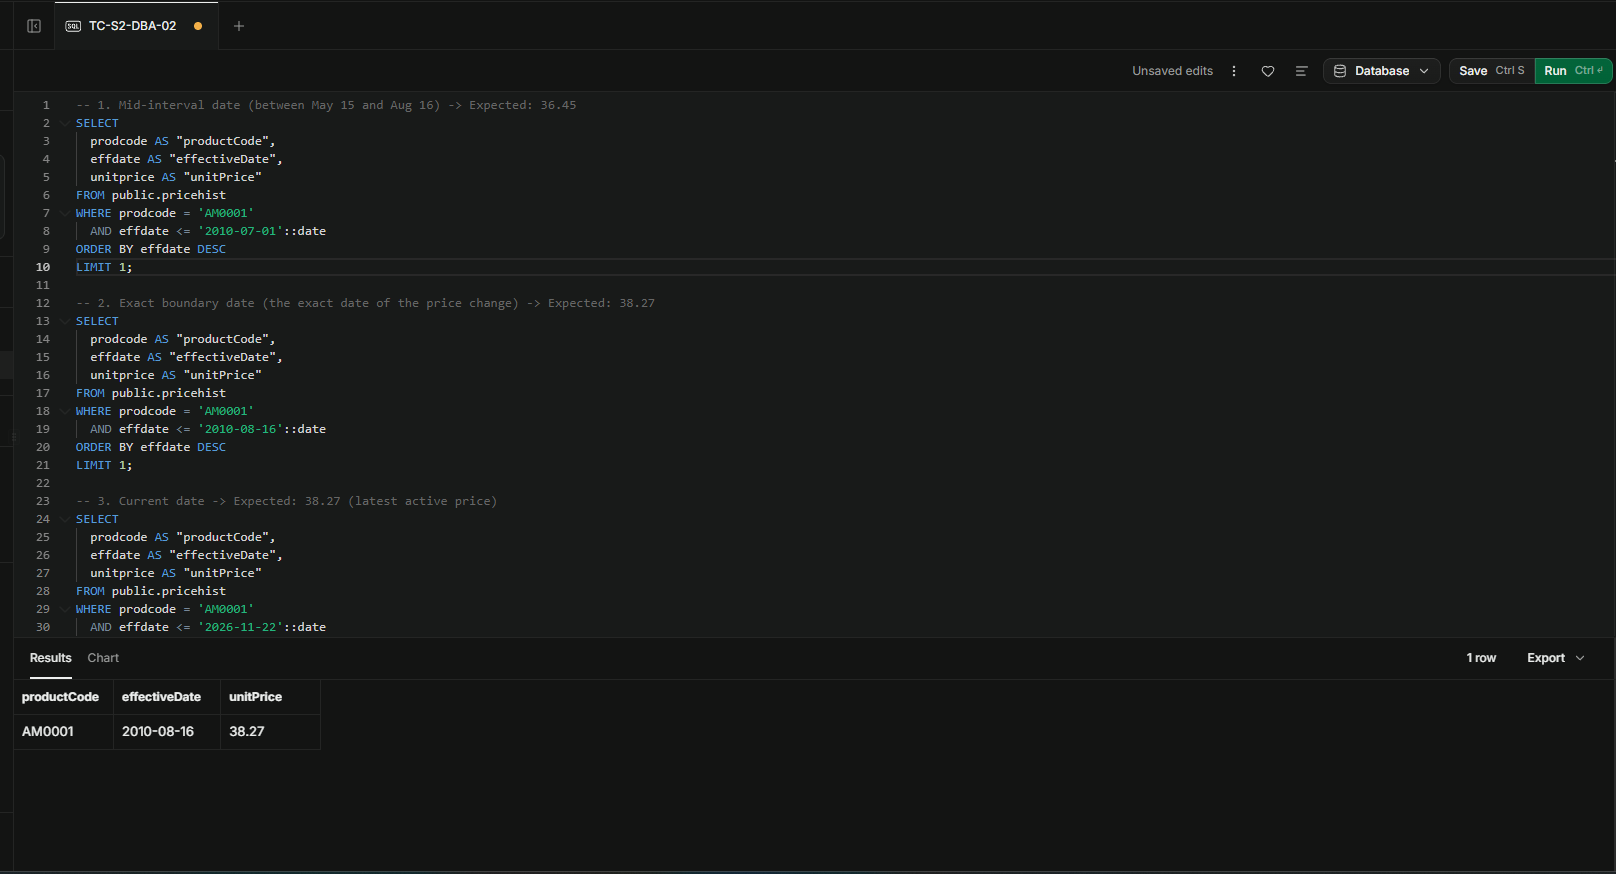 SQL TC-S2-DBA-02
Unsaved edits Database Save Ctrl S Run Ctrl ↵
1 -- 1. Mid-interval date (between May 15 and Aug 16) -> Expected: 36.45
2 SELECT
3 prodcode AS "productCode",
4 effdate AS "effectiveDate",
5 unitprice AS "unitPrice"
6 FROM public.pricehist
7 WHERE prodcode = 'AM0001'
8 AND effdate <= '2010-07-01'::date
9 ORDER BY effdate DESC
10 LIMIT 1;
11
12 -- 2. Exact boundary date (the exact date of the price change) -> Expected: 38.27
13 SELECT
14 prodcode AS "productCode",
15 effdate AS "effectiveDate",
16 unitprice AS "unitPrice"
17 FROM public.pricehist
18 WHERE prodcode = 'AM0001'
19 AND effdate <= '2010-08-16'::date
20 ORDER BY effdate DESC
21 LIMIT 1;
22
23 -- 3. Current date -> Expected: 38.27 (latest active price)
24 SELECT
25 prodcode AS "productCode",
26 effdate AS "effectiveDate",
27 unitprice AS "unitPrice"
28 FROM public.pricehist
29 WHERE prodcode = 'AM0001'
30 AND effdate <= '2026-11-22'::date
Results Chart 1 row Export
productCode effectiveDate unitPrice
AM0001 2010-08-16 38.27